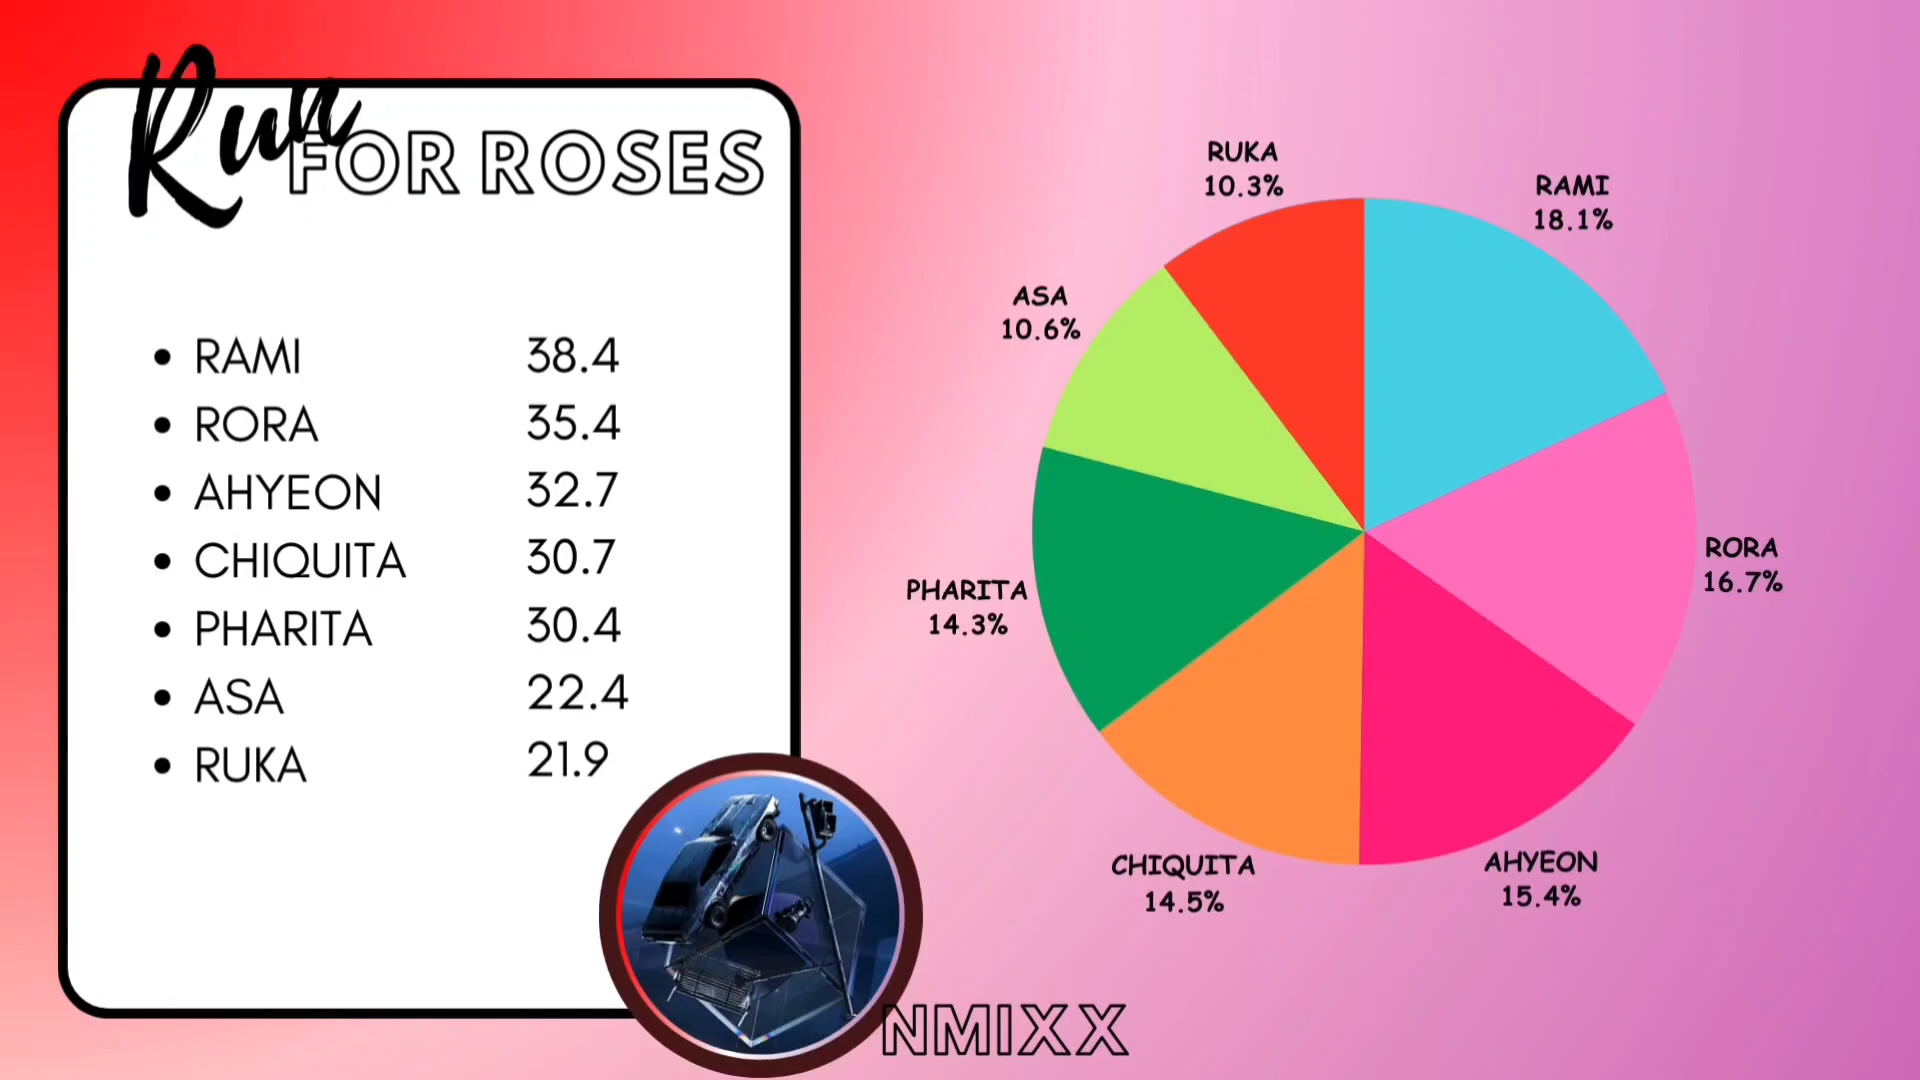 Run
FOR ROSES
• RAMI 38.4
• RORA 35.4
• AHYEON 32.7
• CHIQUITA 30.7
• PHARITA 30.4
• ASA 22.4
• RUKA 21.9
RUKA
10.3%
RAMI
18.1%
ASA
10.6%
RORA
16.7%
PHARITA
14.3%
CHIQUITA
14.5%
AHYEON
15.4%
NMIXX